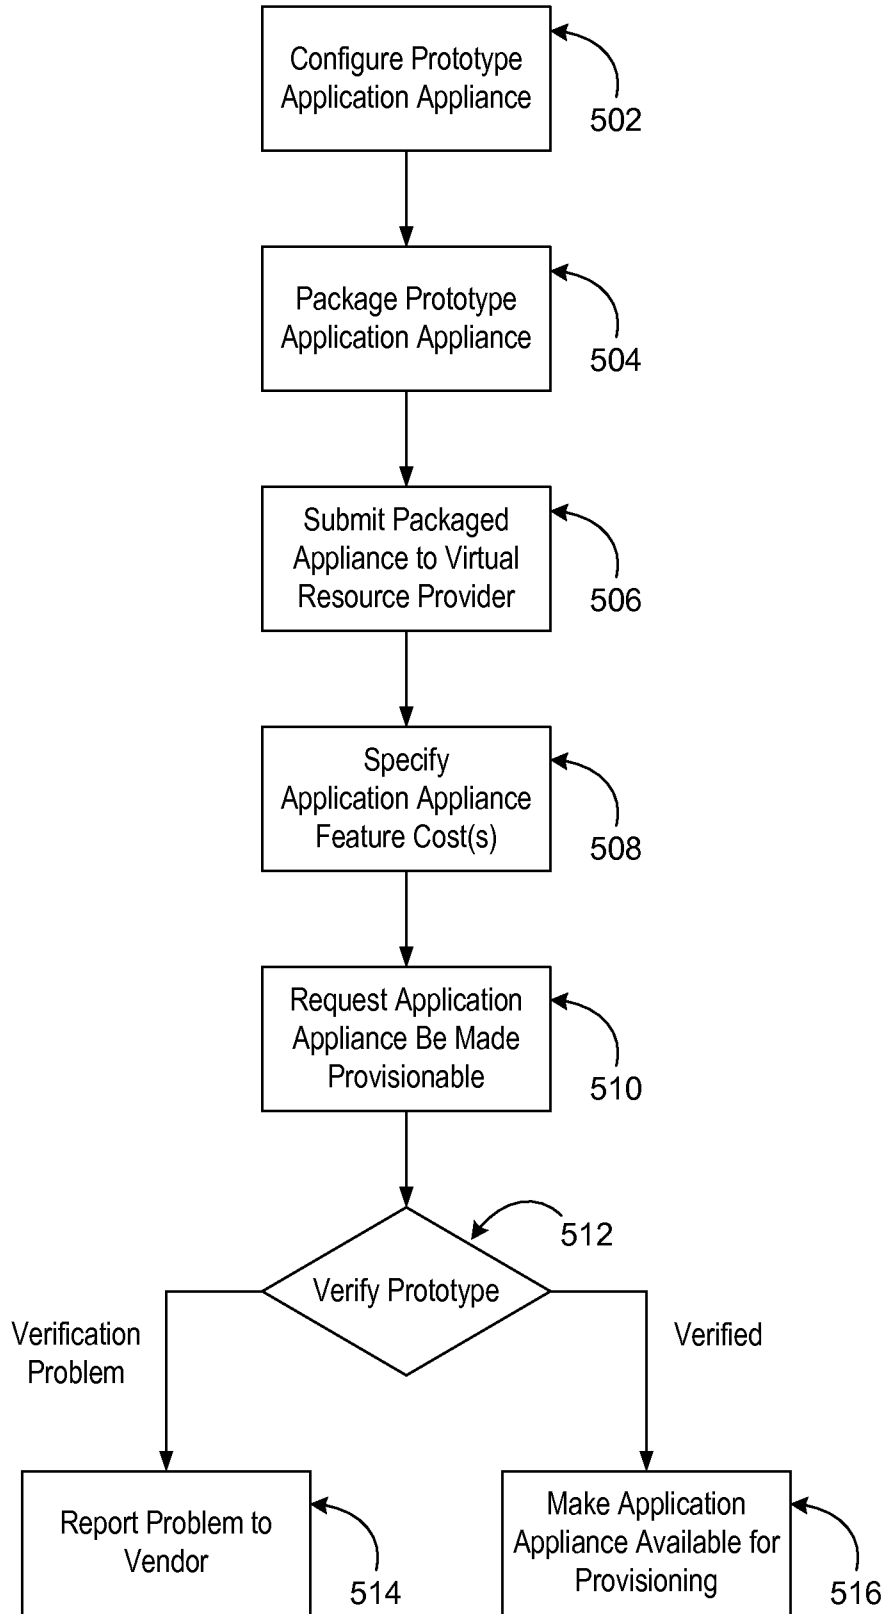 Configure Prototype
Application Appliance
502
Package Prototype
Application Appliance
504
Submit Packaged
Appliance to Virtual
Resource Provider
506
Specify
Application Appliance
Feature Cost(s)
508
Request Application
Appliance Be Made
Provisionable
510
512
Verify Prototype
Verification
Problem
Verified
Report Problem to
Vendor
514
Make Application
Appliance Available for
Provisioning
516